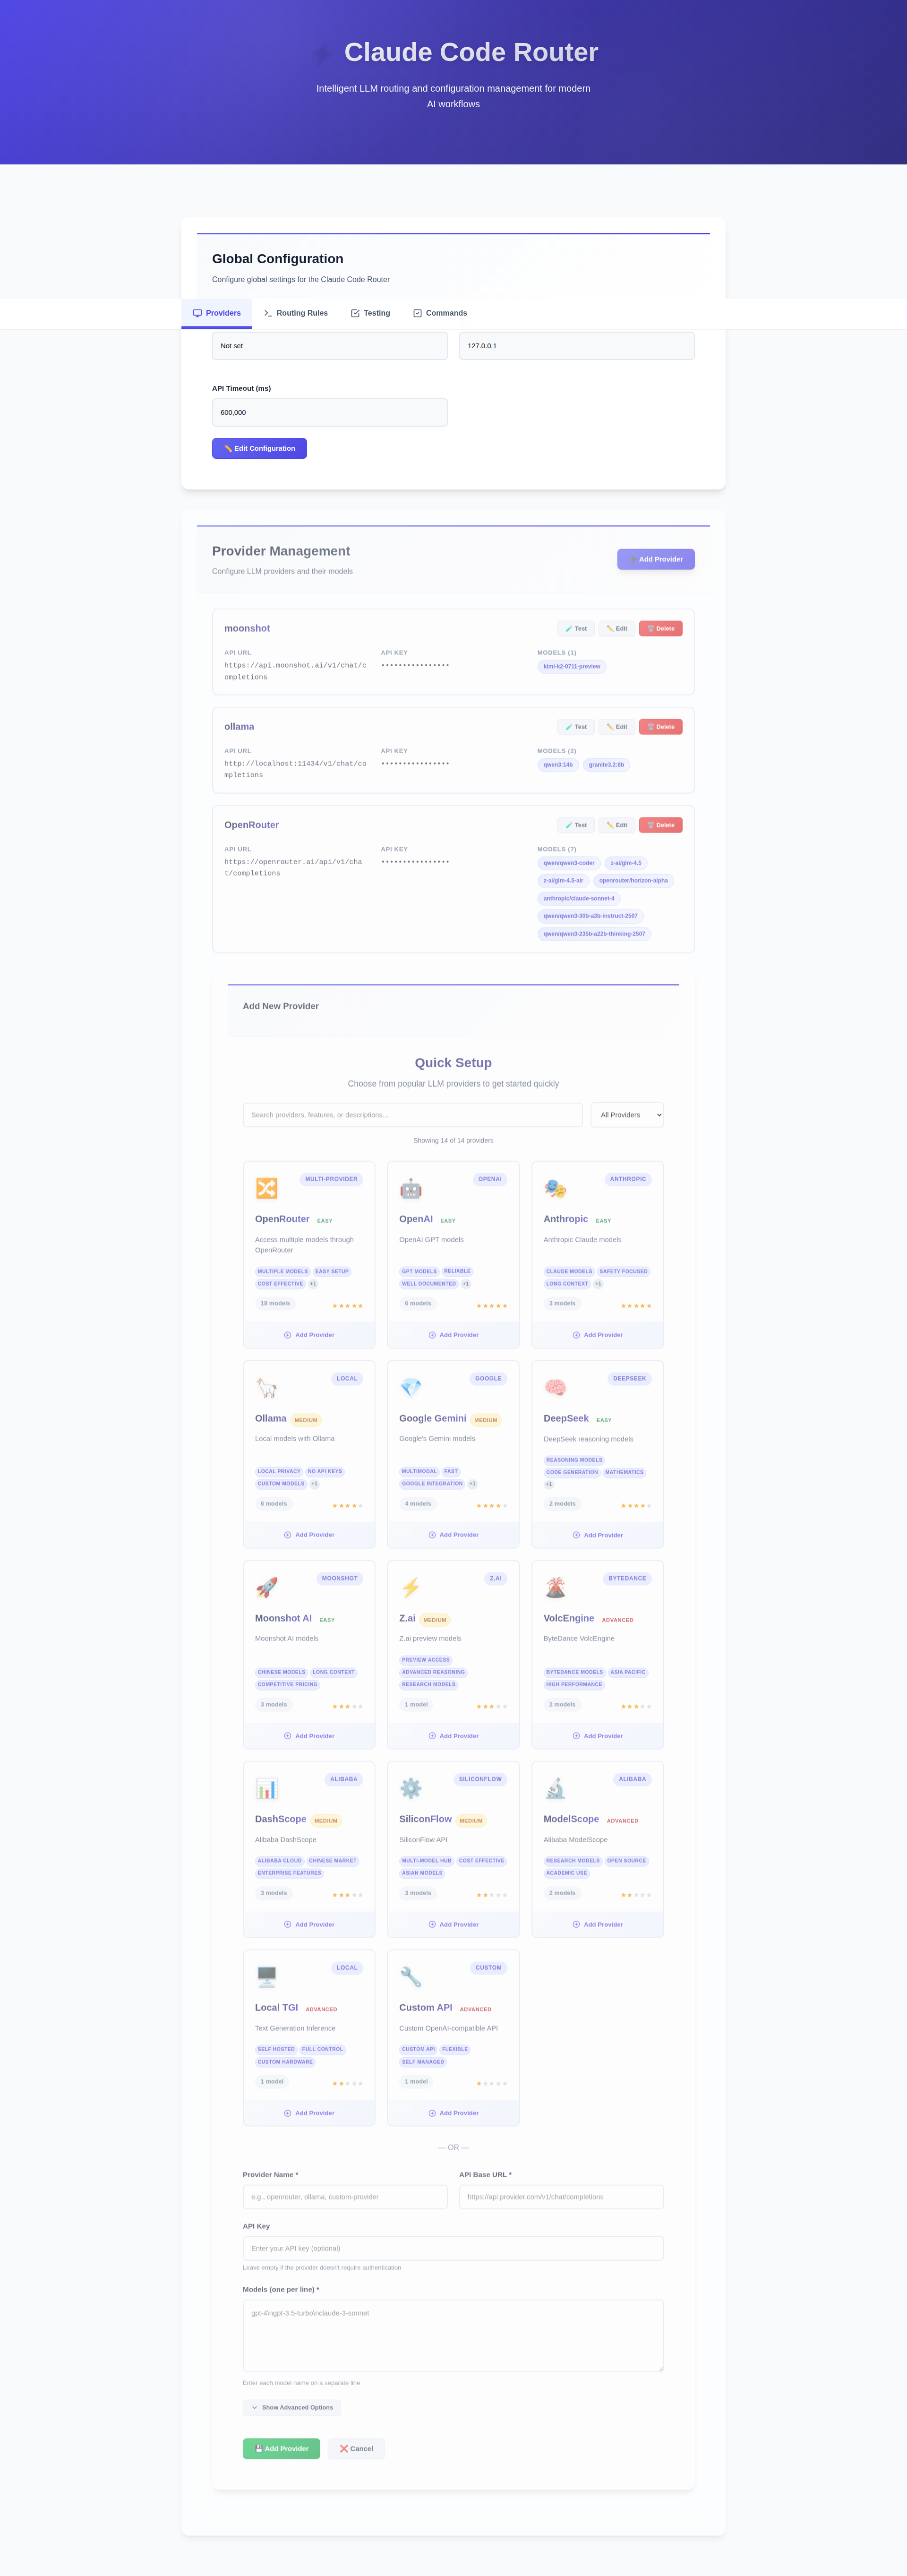 Claude Code Router
Intelligent LLM routing and configuration management for modern
AI workflows
Global Configuration
Configure global settings for the Claude Code Router
Providers
Routing Rules
Testing
Commands
Not set
127.0.0.1
API Timeout (ms)
600,000
Edit Configuration
Provider Management
Configure LLM providers and their models
Add Provider
moonshot
Test
Edit
Delete
API URL
API KEY
MODELS (1)
https://api.moonshot.ai/v1/chat/c
ompletions
••••••••••••••••
kimi-k2-0711-preview
ollama
Test
Edit
Delete
API URL
API KEY
MODELS (2)
http://localhost:11434/v1/chat/co
mpletions
••••••••••••••••
qwen3:14b
granite3.2:8b
OpenRouter
Test
Edit
Delete
API URL
API KEY
MODELS (7)
https://openrouter.ai/api/v1/cha
t/completions
••••••••••••••••
qwen/qwen3-coder
z-ai/glm-4.5
z-ai/glm-4.5-air
openrouter/horizon-alpha
anthropic/claude-sonnet-4
qwen/qwen3-30b-a3b-instruct-2507
qwen/qwen3-235b-a22b-thinking-2507
Add New Provider
Quick Setup
Choose from popular LLM providers to get started quickly
Search providers, features, or descriptions...
All Providers
Showing 14 of 14 providers
MULTI-PROVIDER
OpenRouter EASY
Access multiple models through
OpenRouter
MULTIPLE MODELS EASY SETUP
COST EFFECTIVE +1
18 models
Add Provider
OPENAI
OpenAI EASY
OpenAI GPT models
GPT MODELS RELIABLE
WELL DOCUMENTED +1
6 models
Add Provider
ANTHROPIC
Anthropic EASY
Anthropic Claude models
CLAUDE MODELS SAFETY FOCUSED
LONG CONTEXT +1
3 models
Add Provider
LOCAL
Ollama MEDIUM
Local models with Ollama
LOCAL PRIVACY NO API KEYS
CUSTOM MODELS +1
6 models
Add Provider
GOOGLE
Google Gemini MEDIUM
Google's Gemini models
MULTIMODAL FAST
GOOGLE INTEGRATION +1
4 models
Add Provider
DEEPSEEK
DeepSeek EASY
DeepSeek reasoning models
REASONING MODELS
CODE GENERATION MATHEMATICS
+1
2 models
Add Provider
MOONSHOT
Moonshot AI EASY
Moonshot AI models
CHINESE MODELS LONG CONTEXT
COMPETITIVE PRICING
3 models
Add Provider
Z.AI
Z.ai MEDIUM
Z.ai preview models
PREVIEW ACCESS
ADVANCED REASONING
RESEARCH MODELS
1 model
Add Provider
BYTEDANCE
VolcEngine ADVANCED
ByteDance VolcEngine
BYTEDANCE MODELS ASIA PACIFIC
HIGH PERFORMANCE
2 models
Add Provider
ALIBABA
DashScope MEDIUM
Alibaba DashScope
ALIBABA CLOUD CHINESE MARKET
ENTERPRISE FEATURES
3 models
Add Provider
SILICONFLOW
SiliconFlow MEDIUM
SiliconFlow API
MULTI-MODEL HUB COST EFFECTIVE
ASIAN MODELS
3 models
Add Provider
ALIBABA
ModelScope ADVANCED
Alibaba ModelScope
RESEARCH MODELS OPEN SOURCE
ACADEMIC USE
2 models
Add Provider
LOCAL
Local TGI ADVANCED
Text Generation Inference
SELF HOSTED FULL CONTROL
CUSTOM HARDWARE
1 model
Add Provider
CUSTOM
Custom API ADVANCED
Custom OpenAI-compatible API
CUSTOM API FLEXIBLE
SELF MANAGED
1 model
Add Provider
— OR —
Provider Name *
API Base URL *
e.g., openrouter, ollama, custom-provider
https://api.provider.com/v1/chat/completions
API Key
Enter your API key (optional)
Leave empty if the provider doesn't require authentication
Models (one per line) *
gpt-4\ngpt-3.5-turbo\nclaude-3-sonnet
Enter each model name on a separate line
Show Advanced Options
Add Provider
Cancel